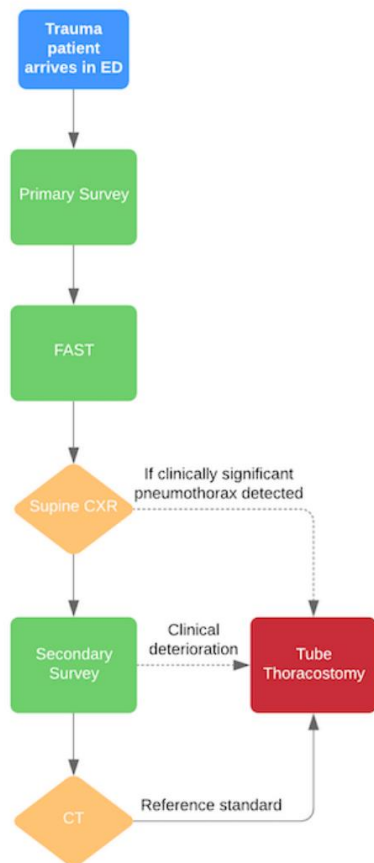 Trauma
patient
arrives in ED
Primary Survey
FAST
If clinically significant
pneumothorax detected
Supine CXR
Clinical
deterioration
Secondary
Survey
Tube
Thoracostomy
Reference standard
CT